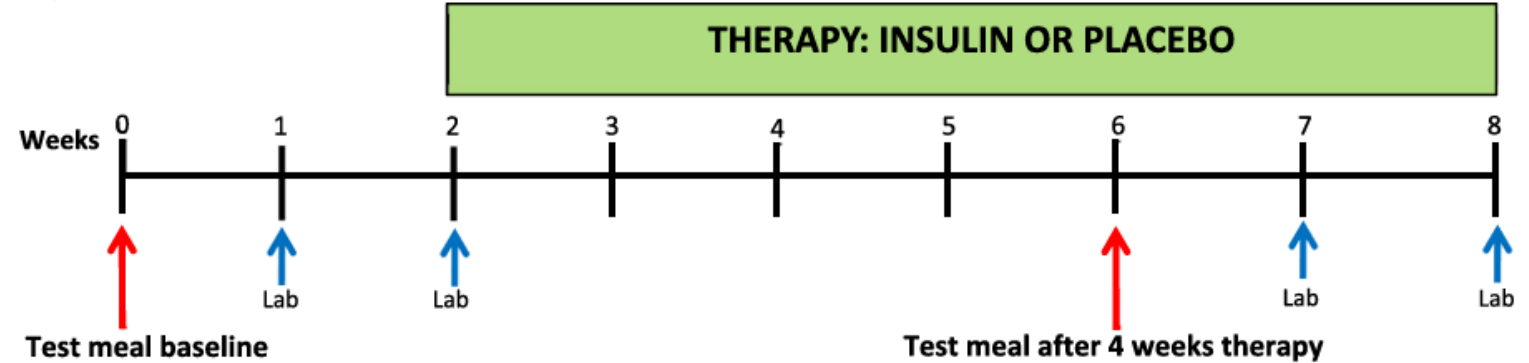 THERAPY: INSULIN OR PLACEBO
Weeks 0 1 2 3 4 5 6 7 8
Lab Lab Lab Lab
Test meal baseline Test meal after 4 weeks therapy